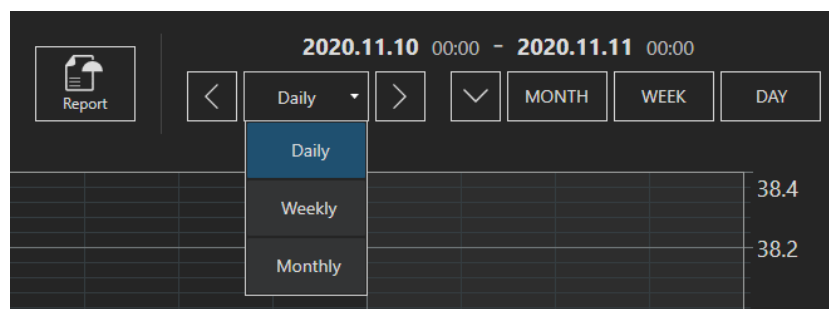 2020.11.10 00:00 - 2020.11.11 00:00
Report
Daily
MONTH
WEEK
DAY
Daily
Weekly
Monthly
38.4
38.2